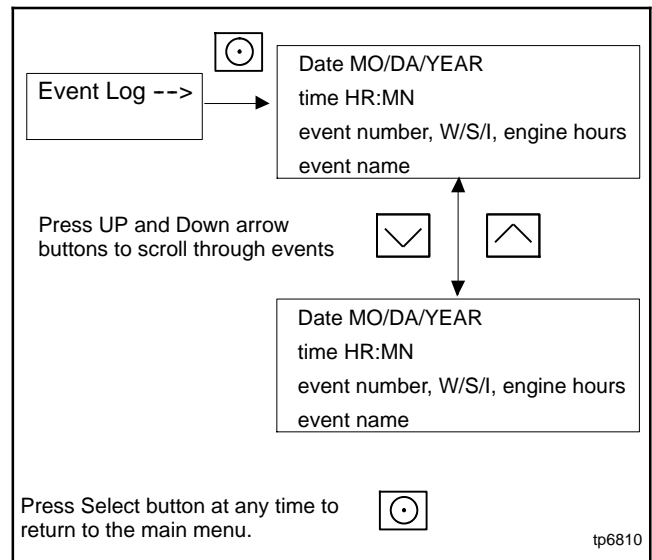 Event Log -->
Date MO/DA/YEAR
time HR:MN
event number, W/S/I, engine hours
event name
Press UP and Down arrow
buttons to scroll through events
Date MO/DA/YEAR
time HR:MN
event number, W/S/I, engine hours
event name
Press Select button at any time to
return to the main menu.
tp6810